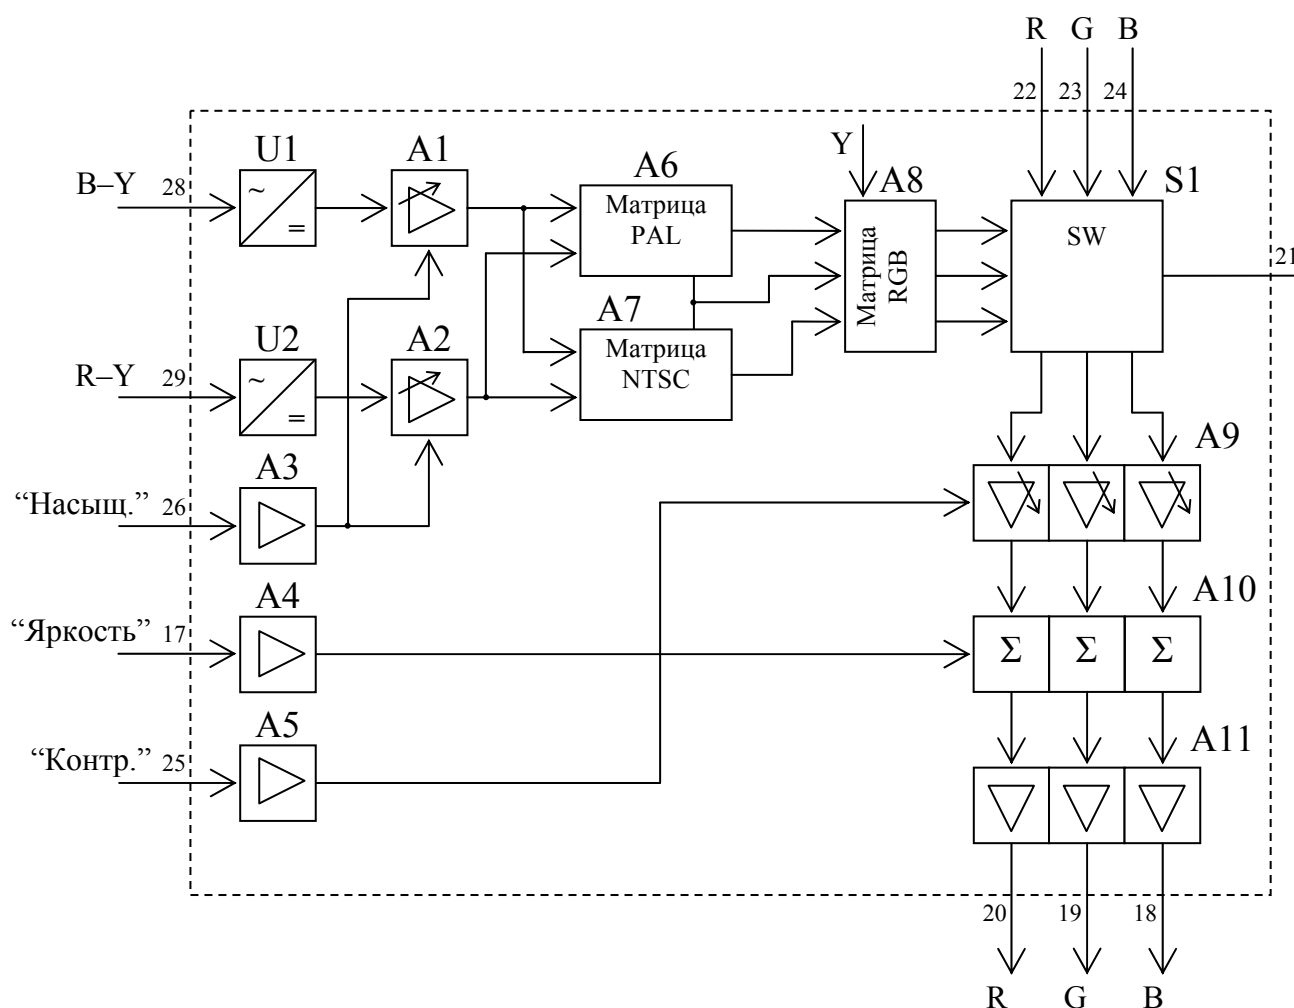 R G B
22 23 24
U1 A1 A6 Y A8 S1
B–Y 28 ~ =
Матрица
PAL
Матрица
RGB
SW
21
U2 A2 A7
R–Y 29 ~ =
Матрица
NTSC
A3 A9
“Насыщ.” 26
A4 A10
“Яркость” 17 Σ Σ Σ
A5 A11
“Контр.” 25
20 19 18
R G B